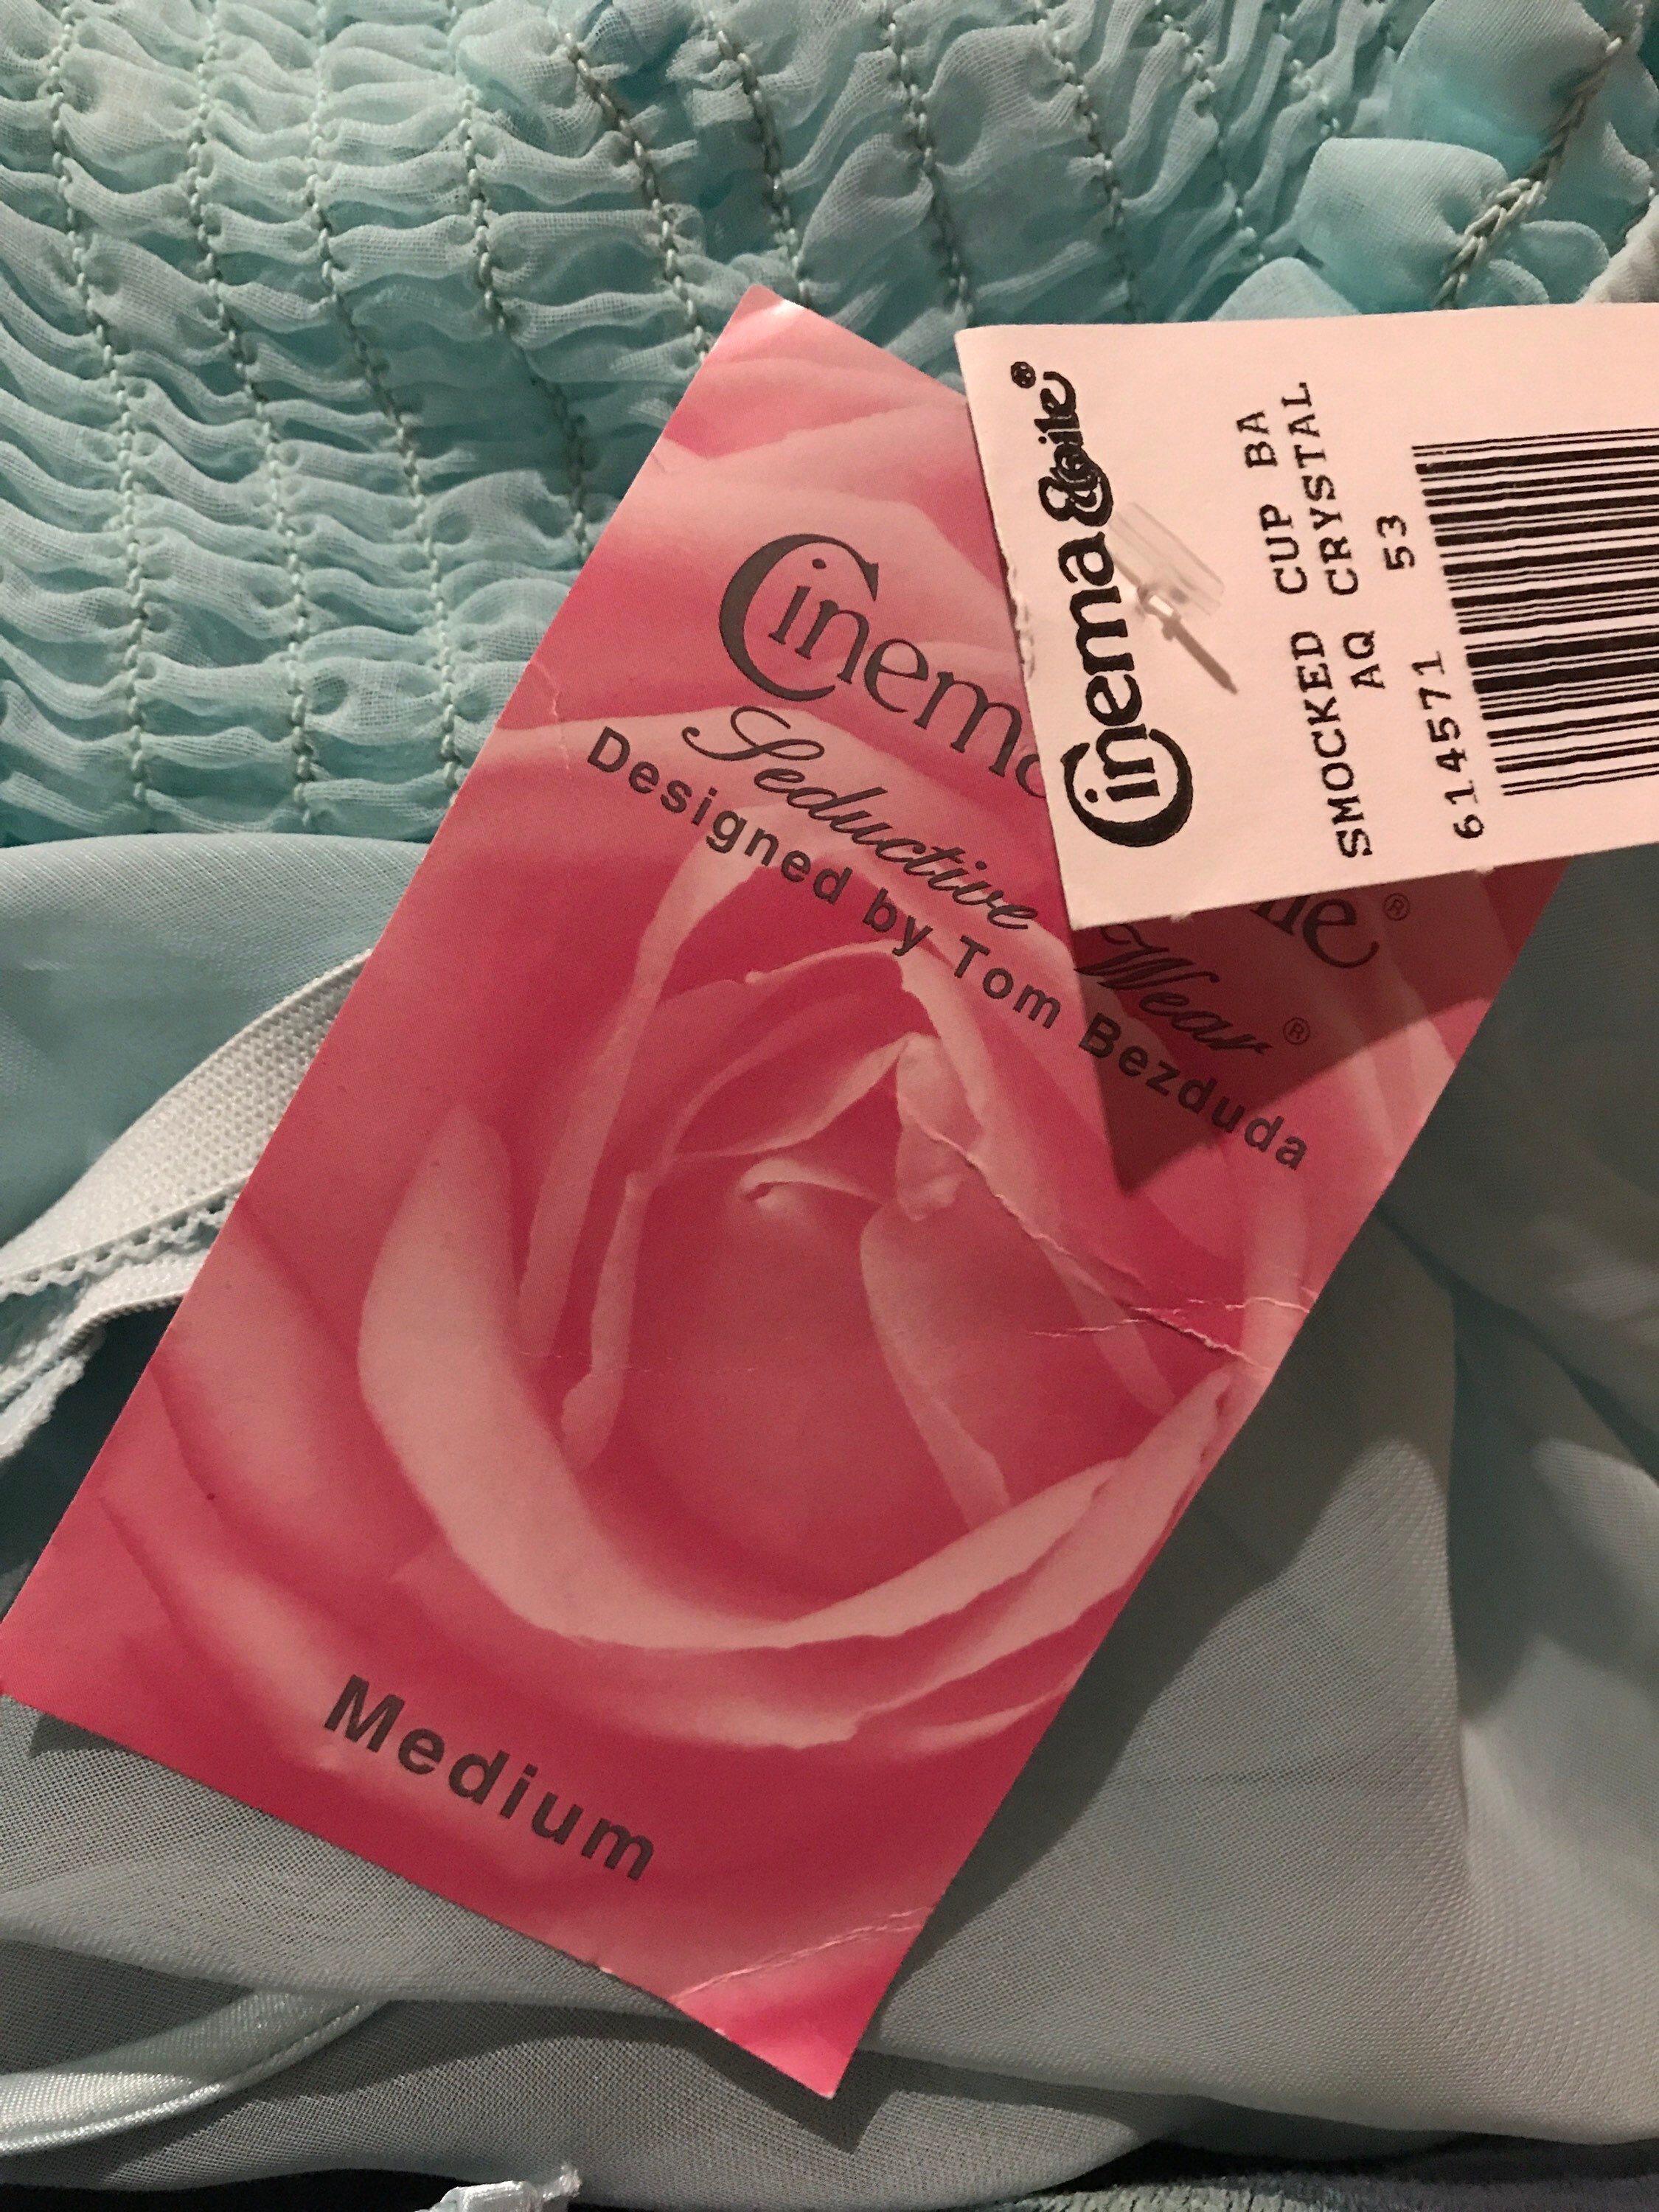 Cinema
Seductive Wear®
Designed by Tom Bezduda
Medium
Cinema Etoile®
SMOCKED CUP BA
AQ CRYSTAL
53
614571